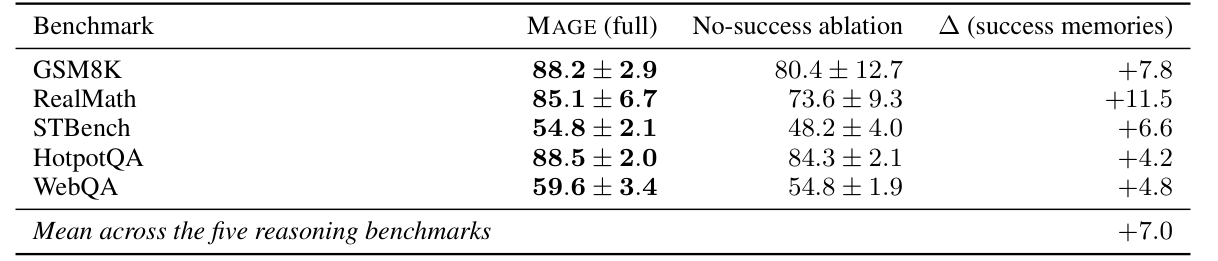 Benchmark MAGE (full) No-success ablation Δ (success memories)
GSM8K 88.2 ± 2.9 80.4 ± 12.7 +7.8
RealMath 85.1 ± 6.7 73.6 ± 9.3 +11.5
STBench 54.8 ± 2.1 48.2 ± 4.0 +6.6
HotpotQA 88.5 ± 2.0 84.3 ± 2.1 +4.2
WebQA 59.6 ± 3.4 54.8 ± 1.9 +4.8
Mean across the five reasoning benchmarks +7.0